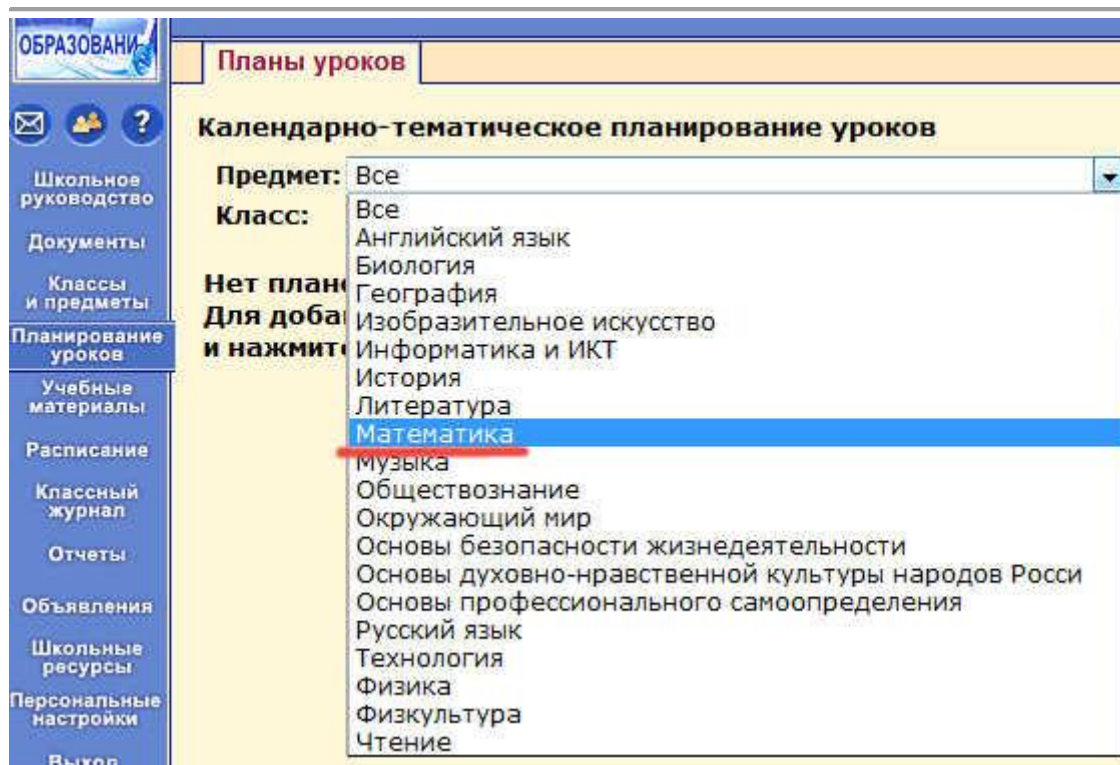 ОБРАЗОВАНИ
Планы уроков
?
Школьное
руководство
Документы
Классы
и предметы
Планирование
уроков
Учебные
материалы
Расписание
Классный
журнал
Отчеты
Объявления
Школьные
ресурсы
Персональные
настройки
Выход
Календарно-тематическое планирование уроков
Предмет: Все
Класс:
Нет план
Для доба
и нажмит
Все
Английский язык
Биология
География
Изобразительное искусство
Информатика и ИКТ
История
Литература
Математика
Музыка
Обществознание
Окружающий мир
Основы безопасности жизнедеятельности
Основы духовно-нравственной культуры народов Росси
Основы профессионального самоопределения
Русский язык
Технология
Физика
Физкультура
Чтение